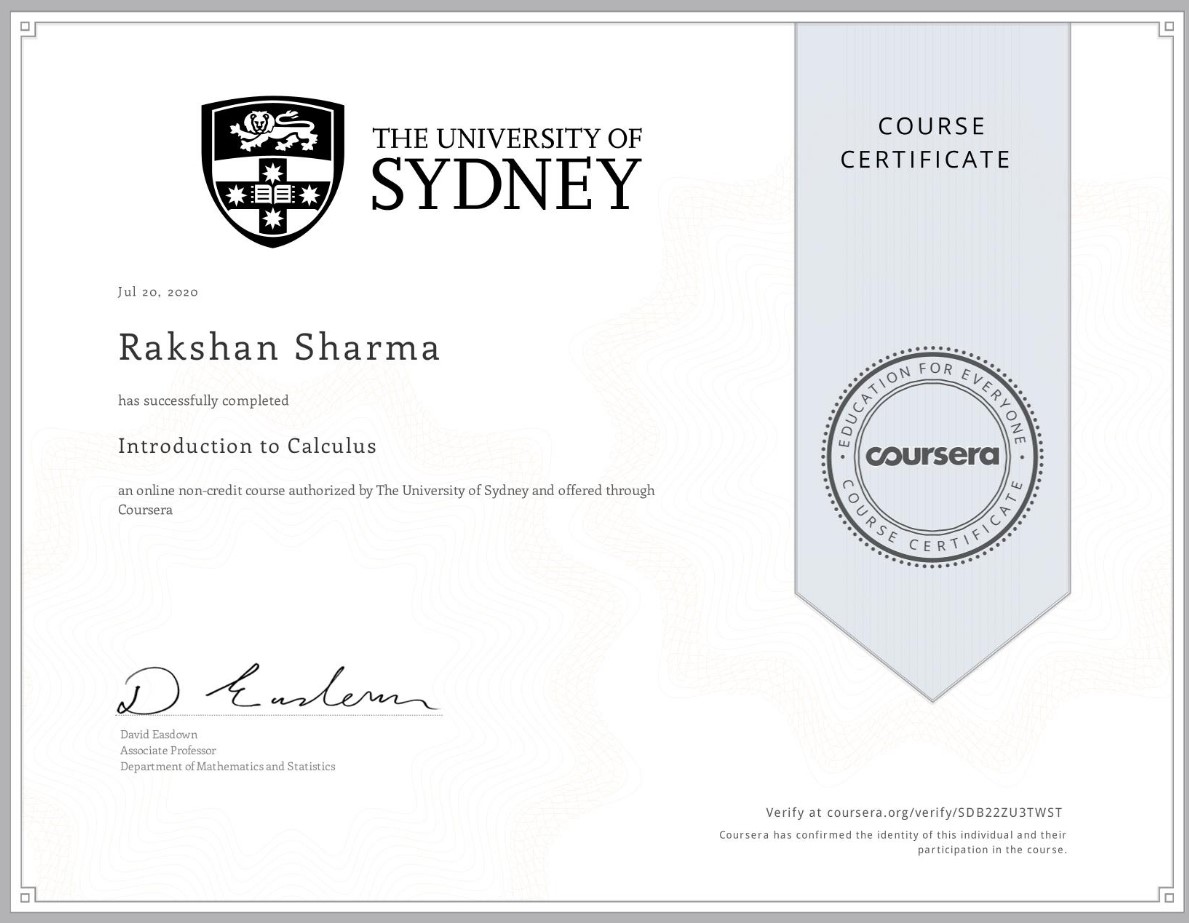 THE UNIVERSITY OF
SYDNEY
COURSE
CERTIFICATE
Jul 20, 2020
Rakshan Sharma
has successfully completed
Introduction to Calculus
an online non-credit course authorized by The University of Sydney and offered through
Coursera
EDUCATION FOR EVERYONE
coursera
COURSE CERTIFICATE
D Easdown
David Easdown
Associate Professor
Department of Mathematics and Statistics
Verify at coursera.org/verify/SDB22ZU3TWST
Coursera has confirmed the identity of this individual and their
participation in the course.